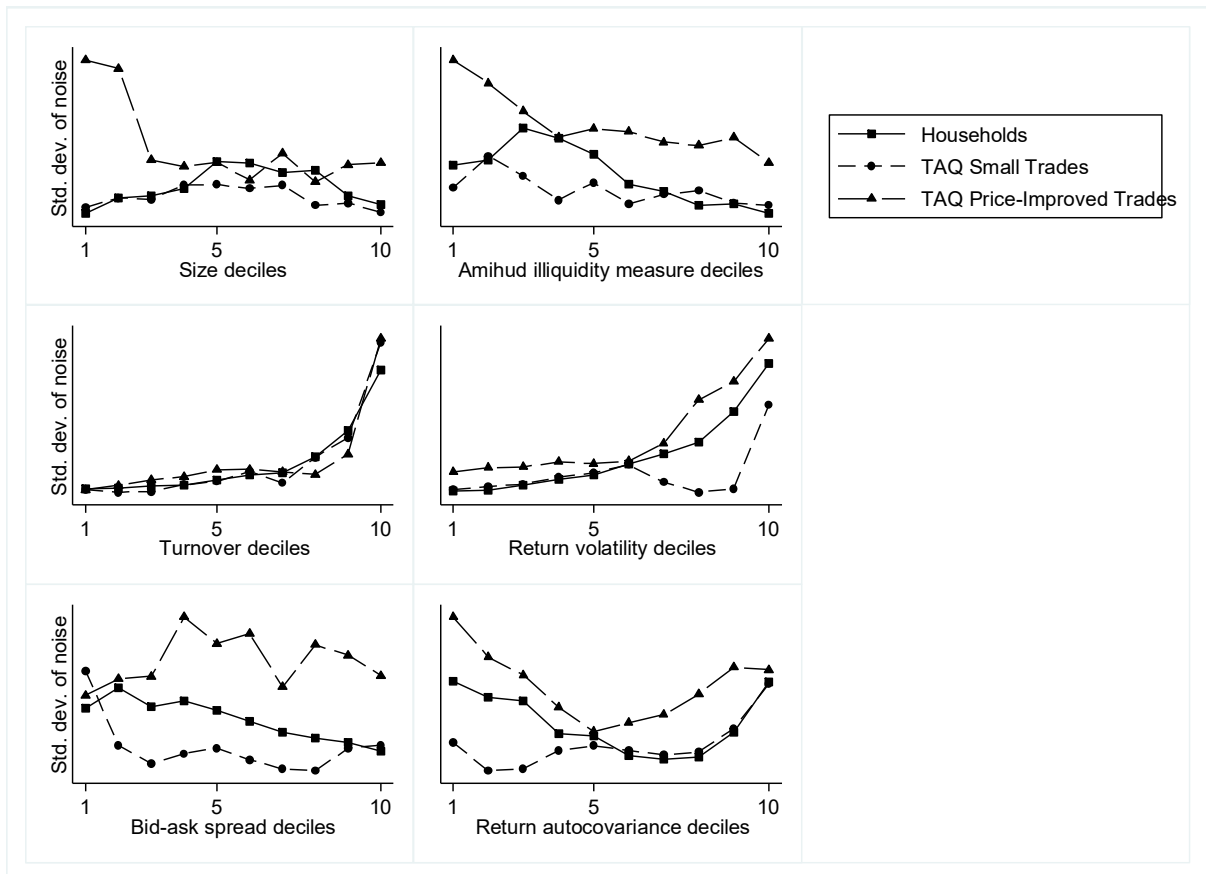 Std. dev. of noise
1 5 10
Size deciles
1 5 10
Amihud illiquidity measure deciles
Households
TAQ Small Trades
TAQ Price-Improved Trades
Std. dev. of noise
1 5 10
Turnover deciles
1 5 10
Return volatility deciles
Std. dev. of noise
1 5 10
Bid-ask spread deciles
1 5 10
Return autocovariance deciles